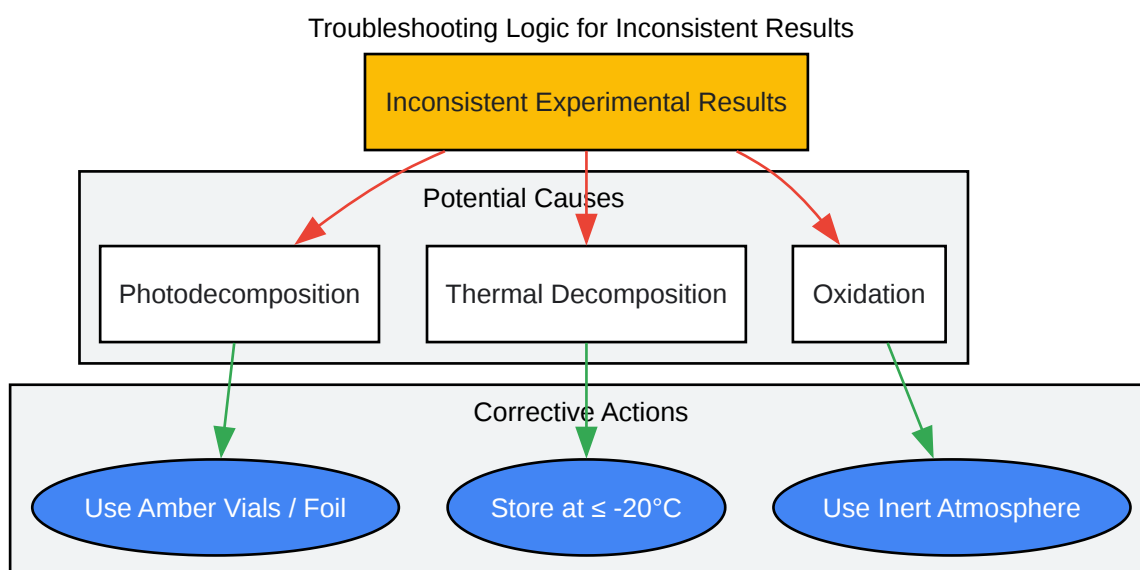 Troubleshooting Logic for Inconsistent Results
Inconsistent Experimental Results
Potential Causes
Photodecomposition
Thermal Decomposition
Oxidation
Corrective Actions
Use Amber Vials / Foil
Store at ≤ -20°C
Use Inert Atmosphere